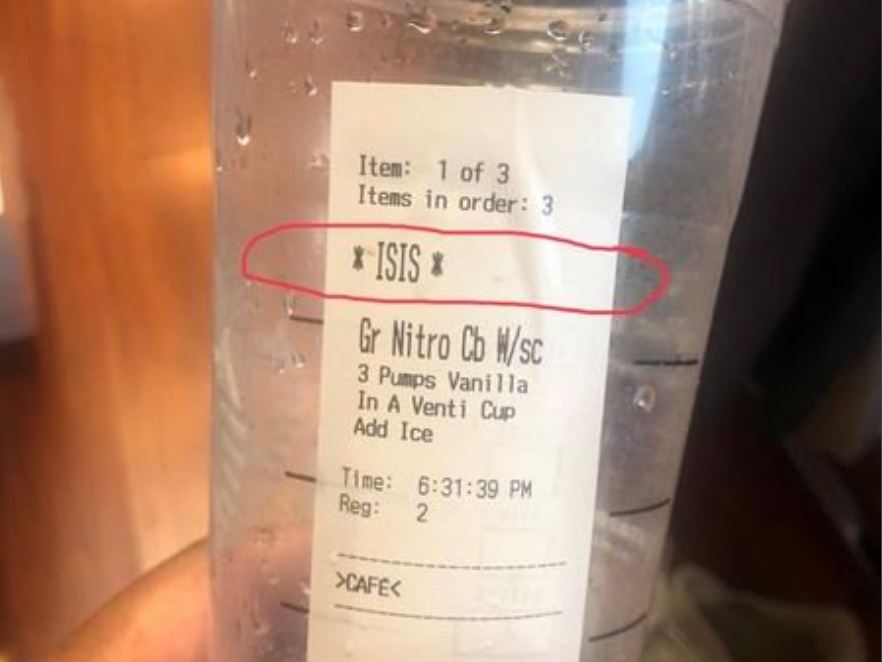 Item: 1 of 3
Items in order: 3
* ISIS *
Gr Nitro Cb W/sc
3 Pumps Vanilla
In A Venti Cup
Add Ice
Time: 6:31:39 PM
Reg: 2
>CAFE<